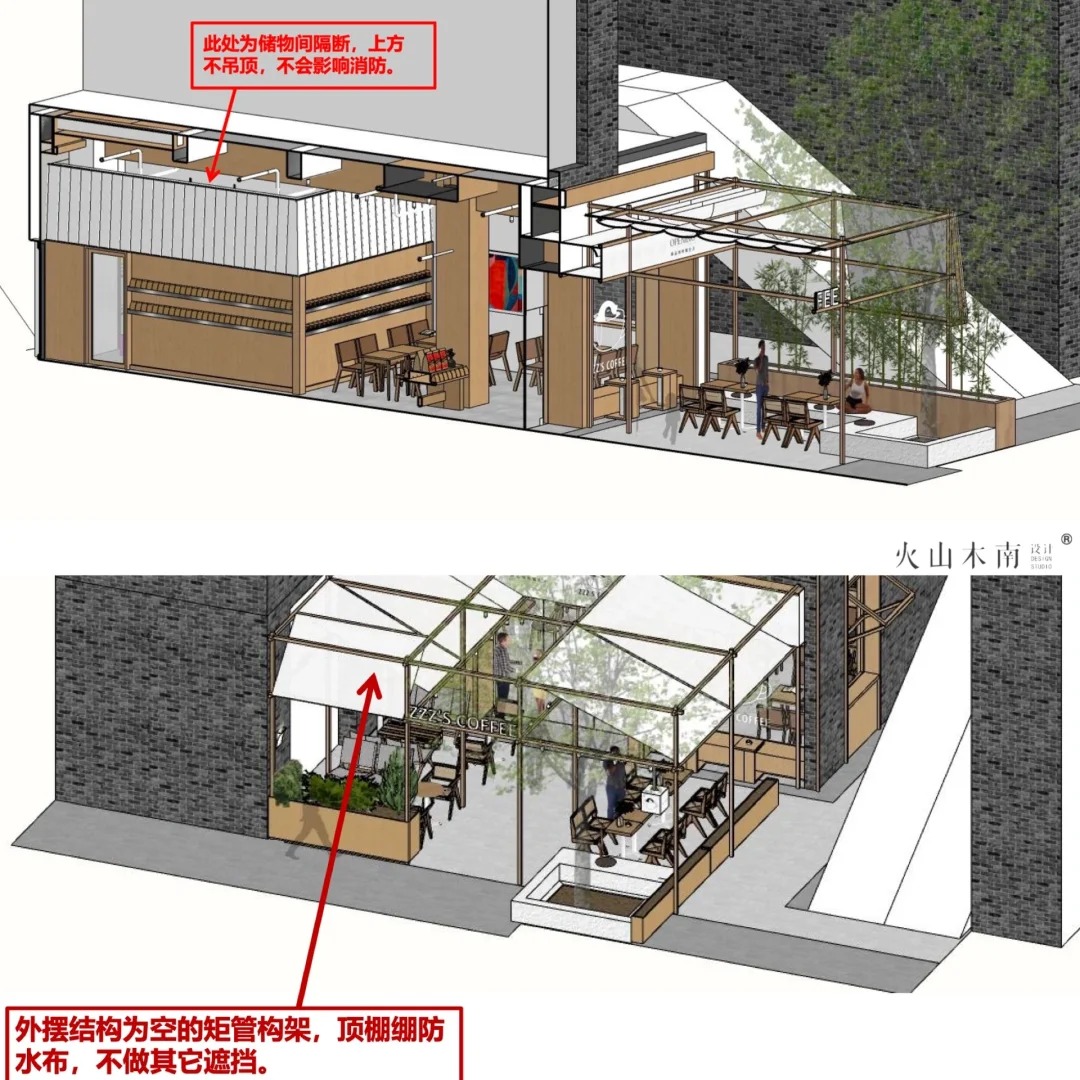 此处为储物间隔断，上方
不吊顶，不会影响消防。
ZZ'S COFFEE
火山木南 设计 ®
DESIGN
STUDIO
ZZZ'S
ZZZ'S COFFEE
COFFEE
外摆结构为空的矩管构架，顶棚绷防
水布，不做其它遮挡。